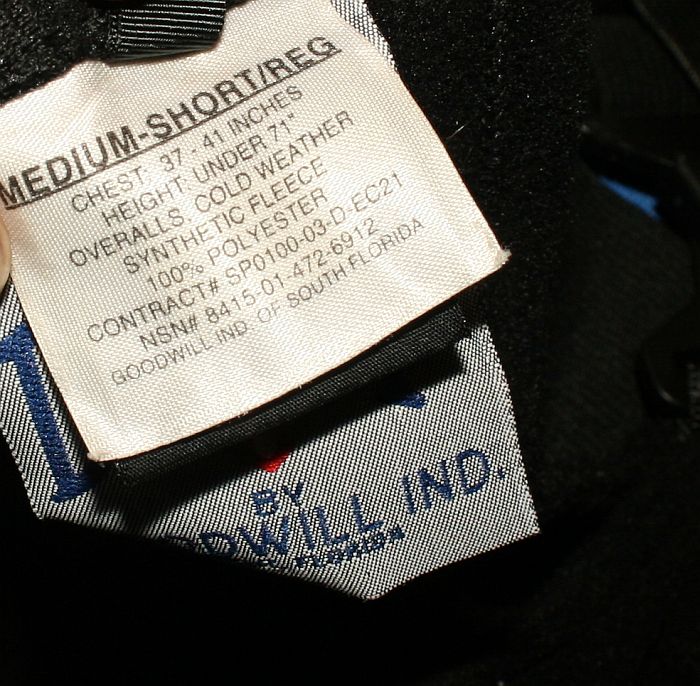 MEDIUM-SHORT/REG
CHEST: 37 - 41 INCHES
HEIGHT: UNDER 71"
OVERALLS, COLD WEATHER
SYNTHETIC FLEECE
100% POLYESTER
CONTRACT# SP0100-03-D-EC21
NSN# 8415-01-472-6912
GOODWILL IND. OF SOUTH FLORIDA
BY
DWILL IND.
FLORIDA